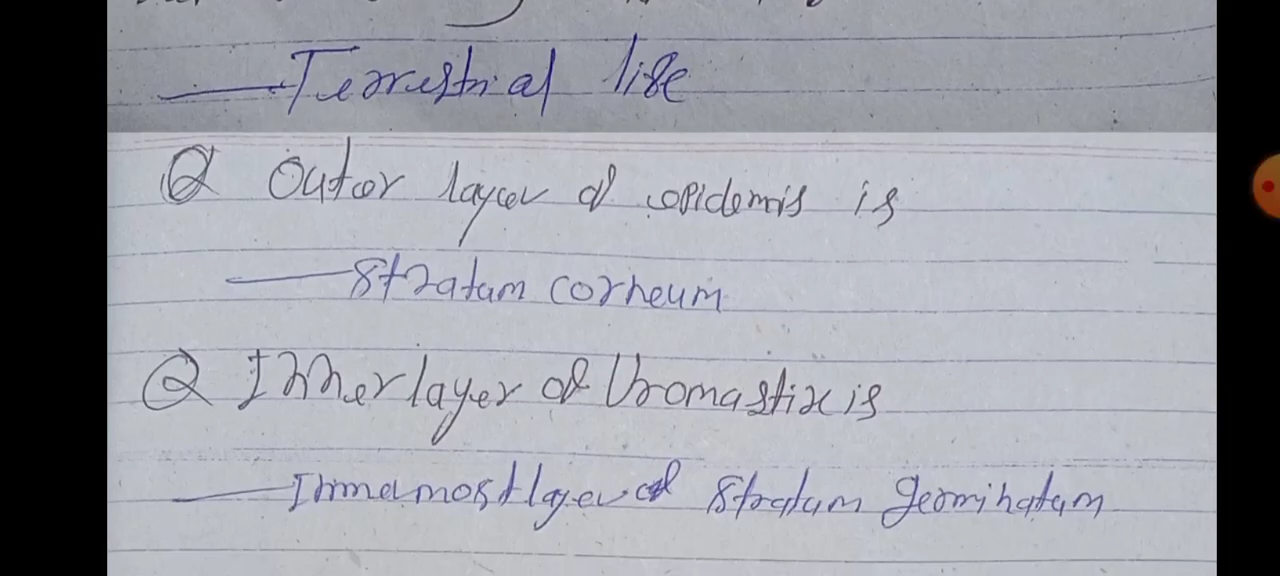 — Terrestrial life
Q Outer layer of epidermis is
— Stratum corneum
Q Inner layer of Uromastix is
— Innermost layer of Stratum germinatum